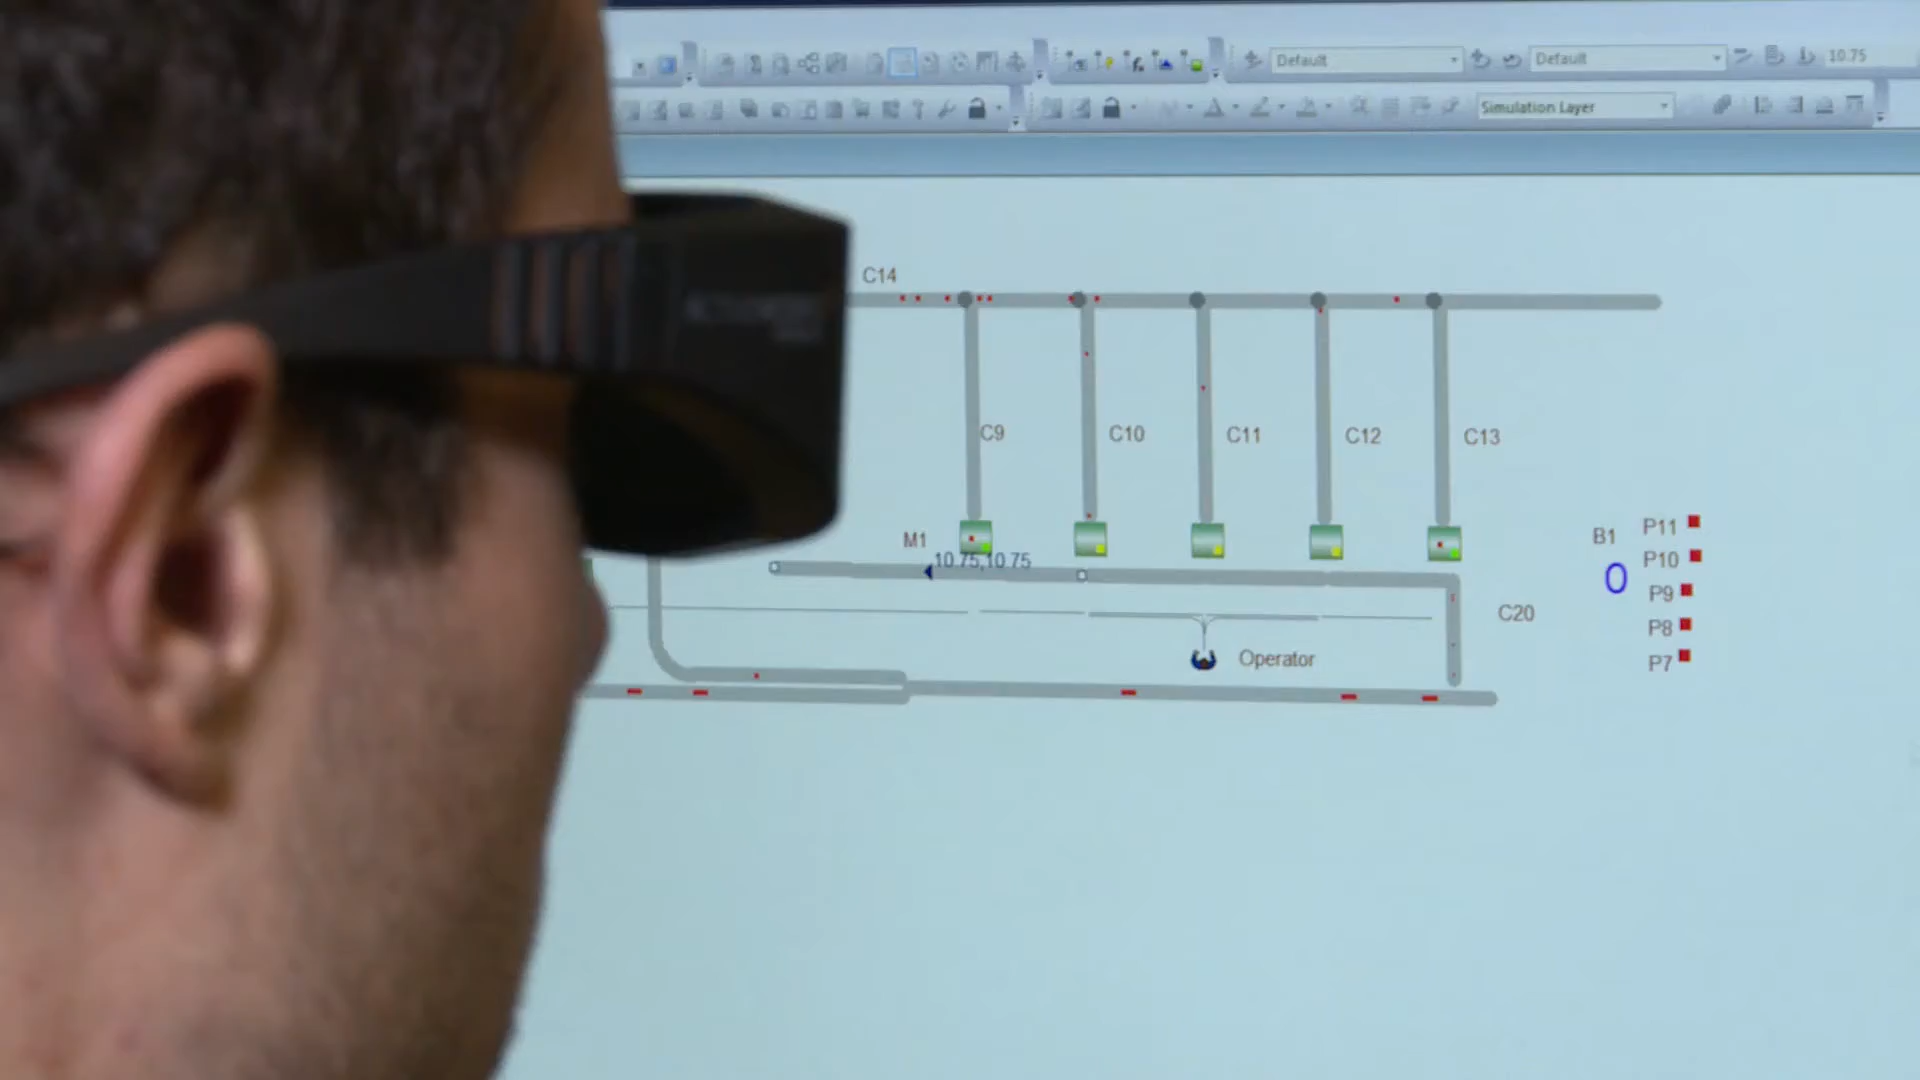 Default
Default
10.75
Simulation Layer
C14
C9
C10
C11
C12
C13
M1
10.75,10.75
B1
0
P11
P10
P9
P8
P7
C20
Operator